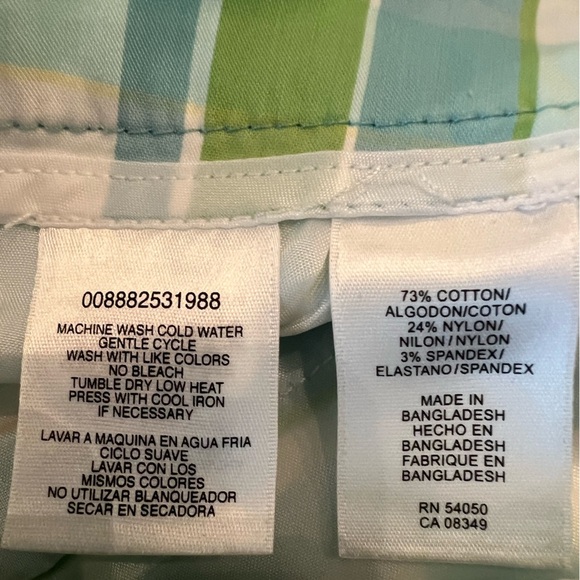 008882531988
MACHINE WASH COLD WATER
GENTLE CYCLE
WASH WITH LIKE COLORS
NO BLEACH
TUMBLE DRY LOW HEAT
PRESS WITH COOL IRON
IF NECESSARY
LAVAR A MAQUINA EN AGUA FRIA
CICLO SUAVE
LAVAR CON LOS
MISMOS COLORES
NO UTILIZAR BLANQUEADOR
SECAR EN SECADORA
73% COTTON/
ALGODON/COTON
24% NYLON/
NILON/NYLON
3% SPANDEX/
ELASTANO/SPANDEX
MADE IN
BANGLADESH
HECHO EN
BANGLADESH
FABRIQUE EN
BANGLADESH
RN 54050
CA 08349